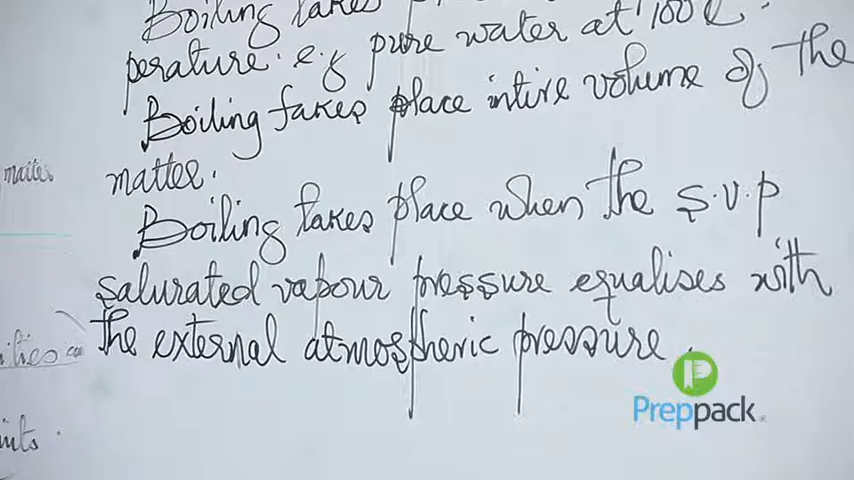 Boiling takes
perature. e.g pure water at 100
Boiling takes place intire volume of the
matter.
Boiling takes place when the s.v.p
saturated vapour pressure equalises with
the external atmospheric pressure.
matter
Preppack